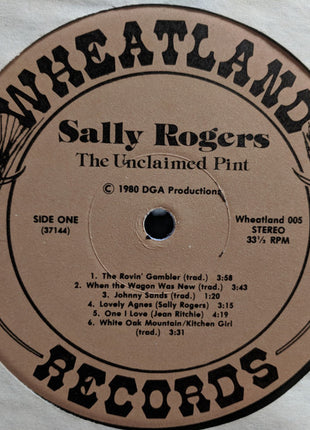 WHEATLAND
Sally Rogers
The Unclaimed Pint
© 1980 DGA Productions
SIDE ONE
(37144)
Wheatland 005
STEREO
33⅓ RPM
1. The Rovin' Gambler (trad.) 3:58
2. When the Wagon Was New (trad.) 3:43
3. Johnny Sands (trad.) 1:20
4. Lovely Agnes (Sally Rogers) 3:15
5. One I Love (Jean Ritchie) 3:19
6. White Oak Mountain/Kitchen Girl
(trad.) 3:31
RECORDS